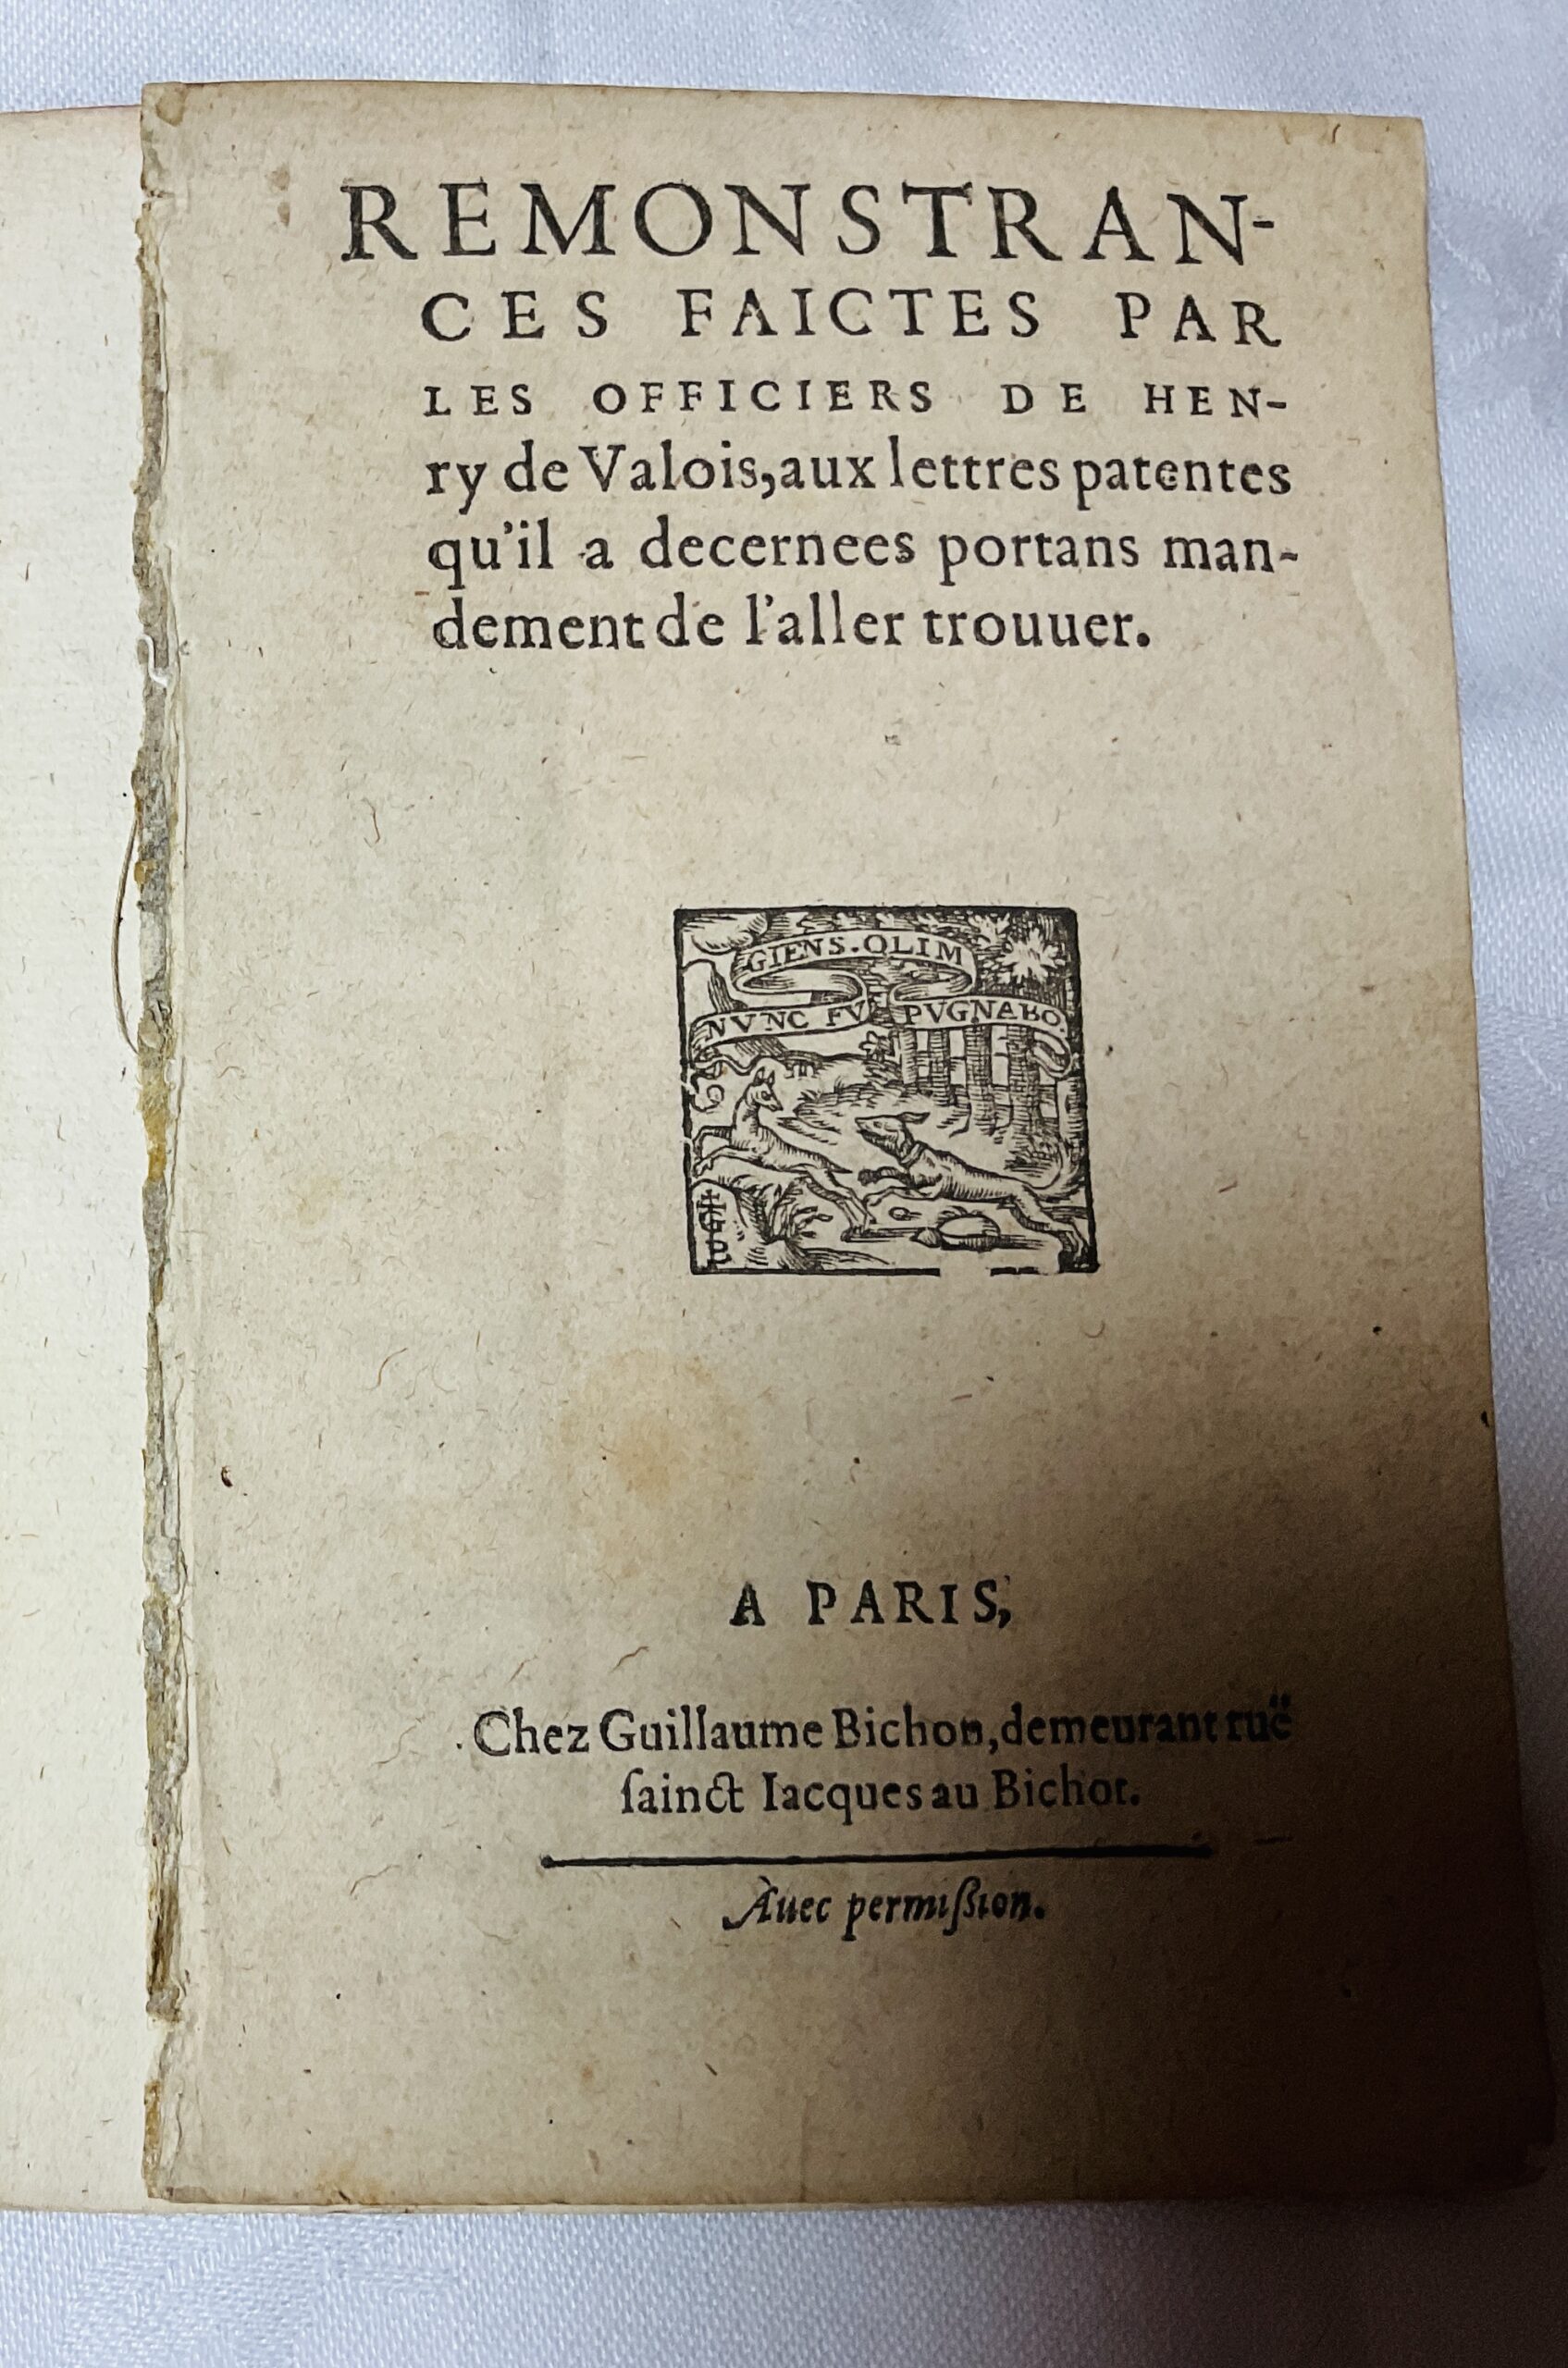 REMONSTRAN-
CES FAICTES PAR
LES OFFICIERS DE HEN-
ry de Valois, aux lettres patentes
qu'il a decernees portans man-
dement de l'aller trouuer.
GIENS. OLIM
NVNC FV PVGNABO
A PARIS,
Chez Guillaume Bichon, demeurant ruë
ſainct Iacques au Bichot.
Auec permißion.